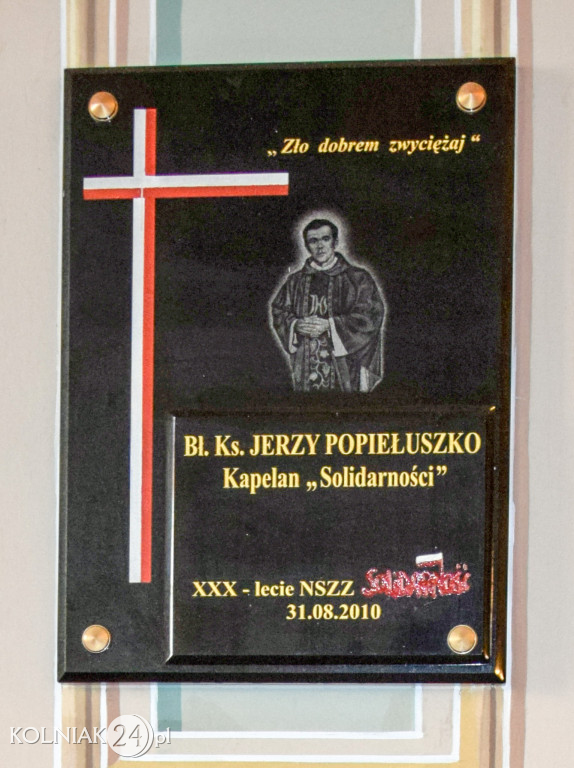 „ Zło dobrem zwyciężaj “
Bł. Ks. JERZY POPIEŁUSZKO
Kapelan „Solidarności”
XXX - lecie NSZZ Solidarność
31.08.2010
KOLNIAK24.pl